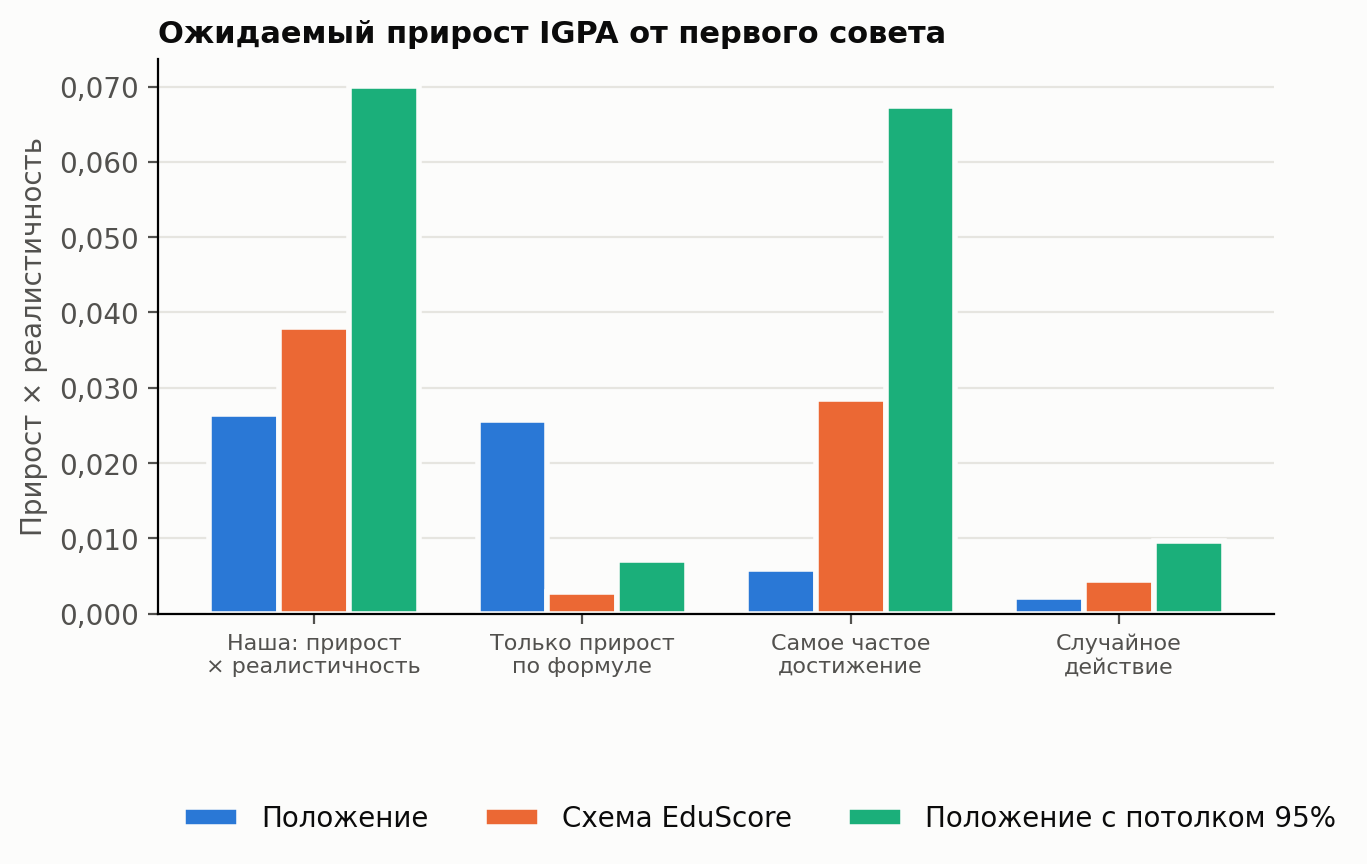 Ожидаемый прирост IGPA от первого совета
Прирост × реалистичность
0,070
0,060
0,050
0,040
0,030
0,020
0,010
0,000
Наша: прирост
× реалистичность
Только прирост
по формуле
Самое частое
достижение
Случайное
действие
Положение
Схема EduScore
Положение с потолком 95%